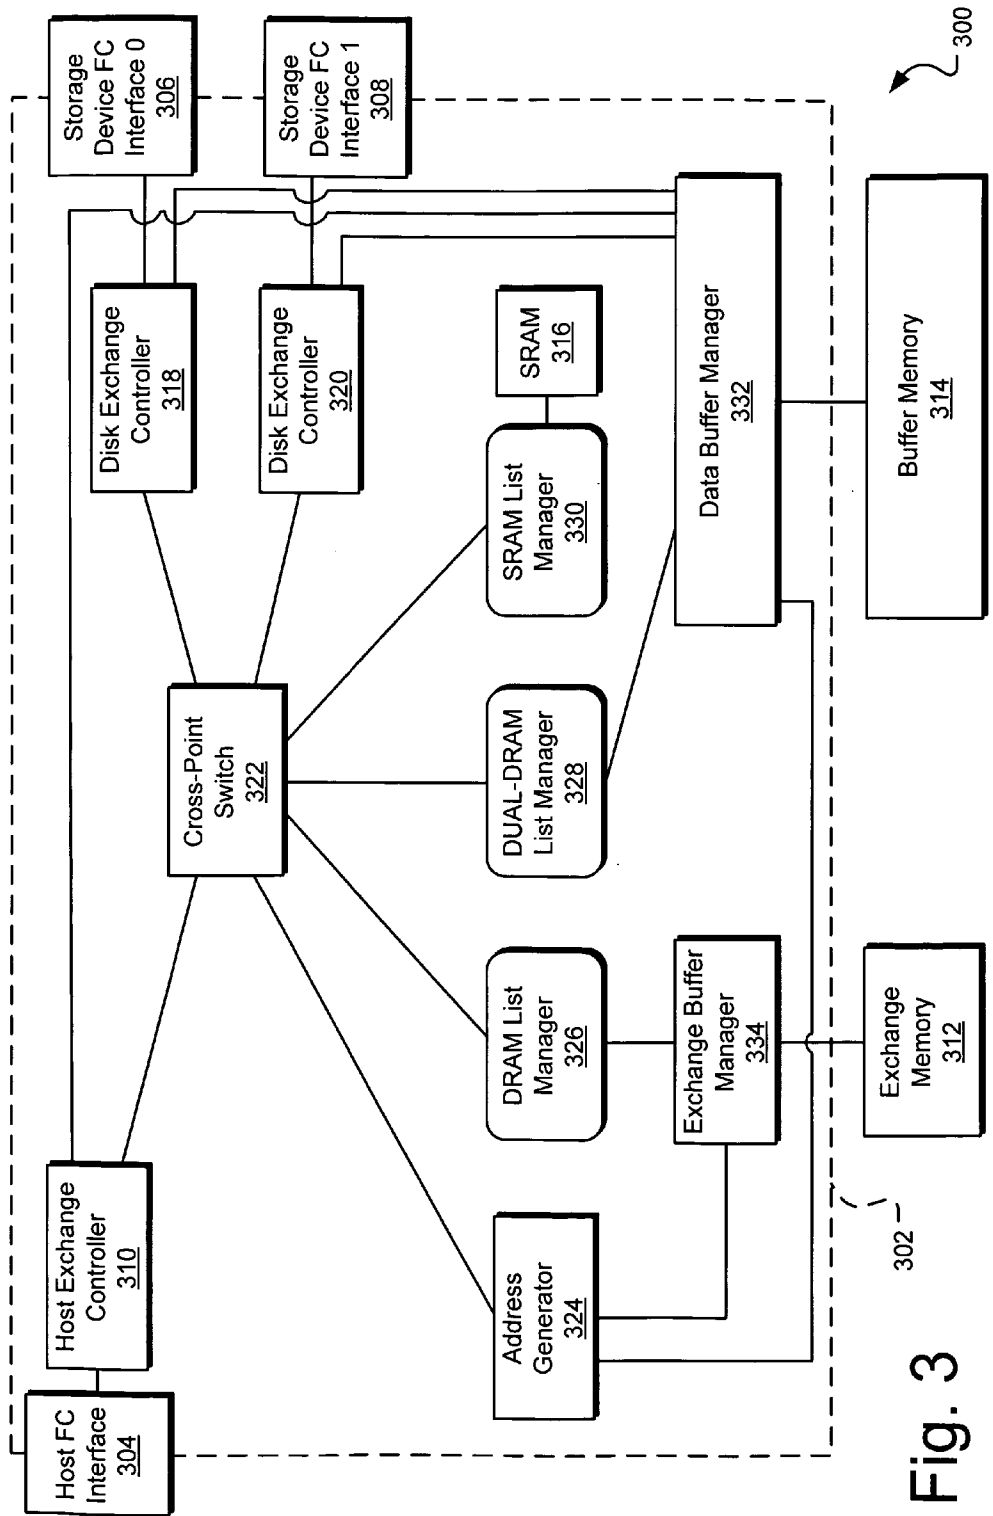 Host FC
Interface
304
Host Exchange
Controller
310
Storage
Device FC
Interface 0
306
Storage
Device FC
Interface 1
308
Disk Exchange
Controller
318
Disk Exchange
Controller
320
Cross-Point
Switch
322
Address
Generator
324
DRAM List
Manager
326
DUAL-DRAM
List Manager
328
SRAM List
Manager
330
SRAM
316
Exchange Buffer
Manager
334
Data Buffer Manager
332
Exchange
Memory
312
Buffer Memory
314
302
300
Fig. 3